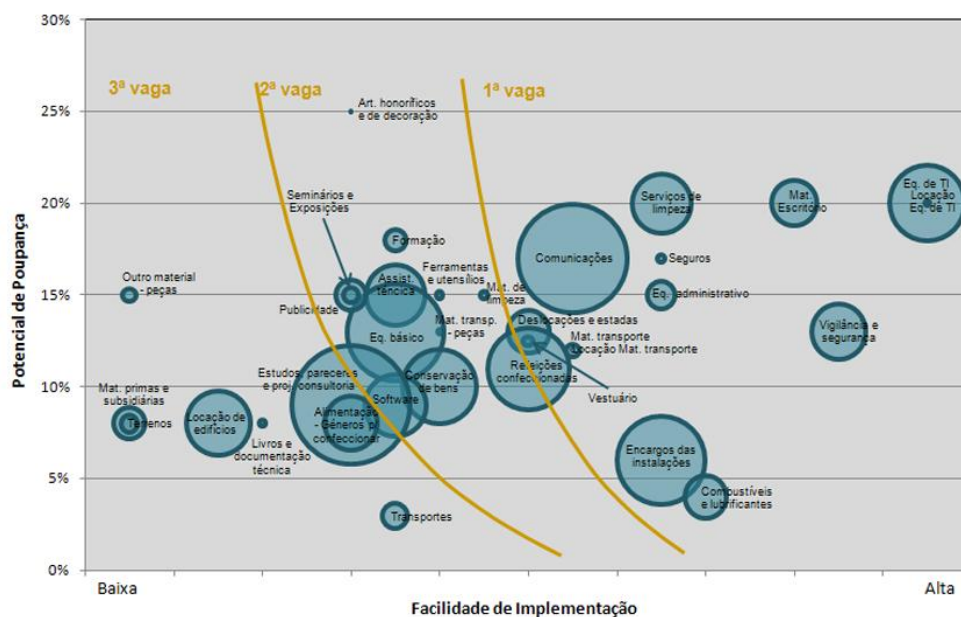 30%
25%
20%
15%
10%
5%
0%
Potencial de Poupança
3ª vaga
2ª vaga
1ª vaga
Art. honoríficos
e de decoração
Seminários e
Exposições
Formação
Ferramentas
e utensílios
Assist.
técncica
Outro material
- peças
Publicidade
Mat. de
limpeza
Mat. transp.
- peças
Eq. básico
Comunicações
Serviços de
limpeza
Mat.
Escritório
Eq. de TI
Locação
Eq. de TI
Seguros
Eq. administrativo
Deslocações e estadas
Mat. transporte
Locação Mat. transporte
Vigilância e
segurança
Refeições
confeccionadas
Vestuário
Estudos, pareceres
e proj. consultoria
Conservação
de bens
Software
Alimentação
- Géneros p/
confeccionar
Mat. primas e
subsidiárias
Terrenos
Locação de
edifícios
Livros e
documentação
técnica
Encargos das
instalações
Combustíveis
e lubrificantes
Transportes
Baixa
Alta
Facilidade de Implementação